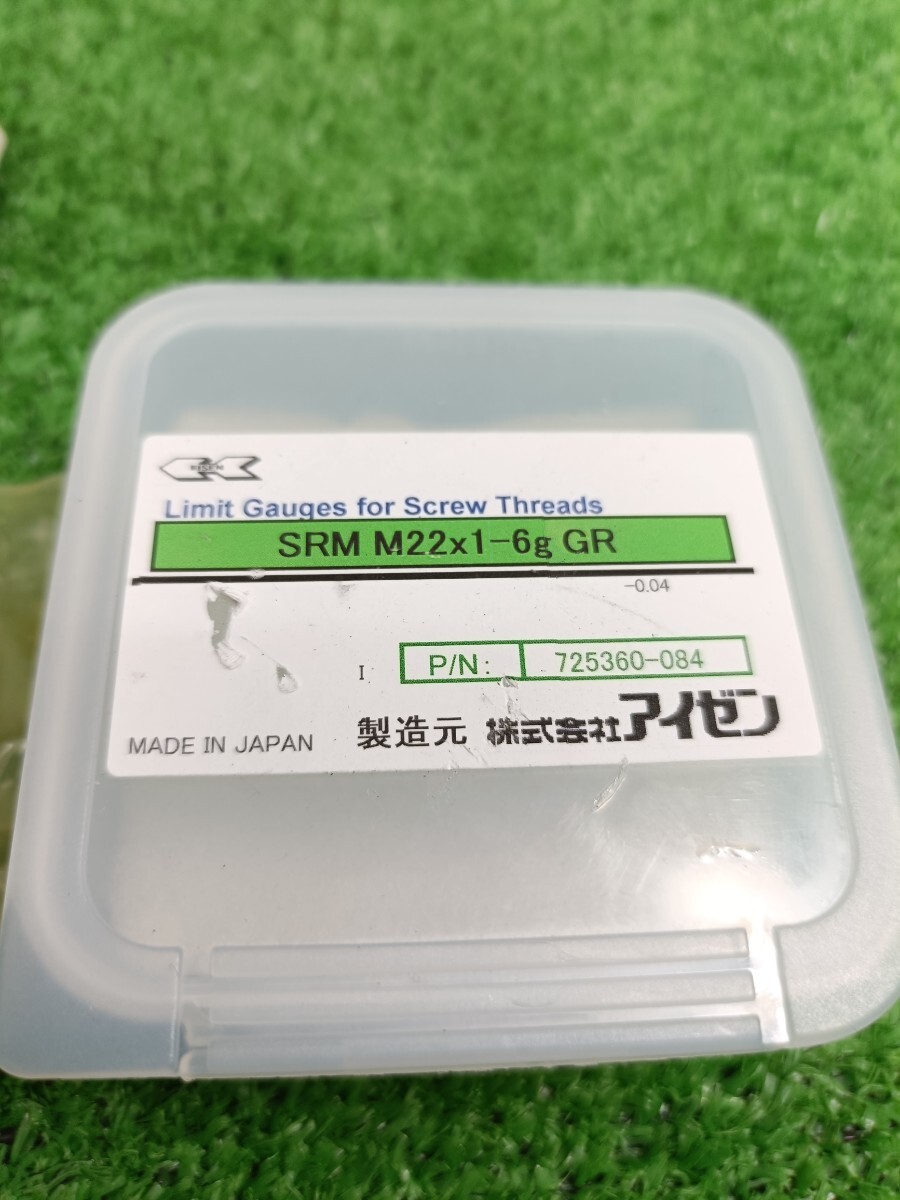 Limit Gauges for Screw Threads
SRM M22x1-6g GR
-0.04
I
P/N: 725360-084
MADE IN JAPAN 製造元 株式会社アイゼン